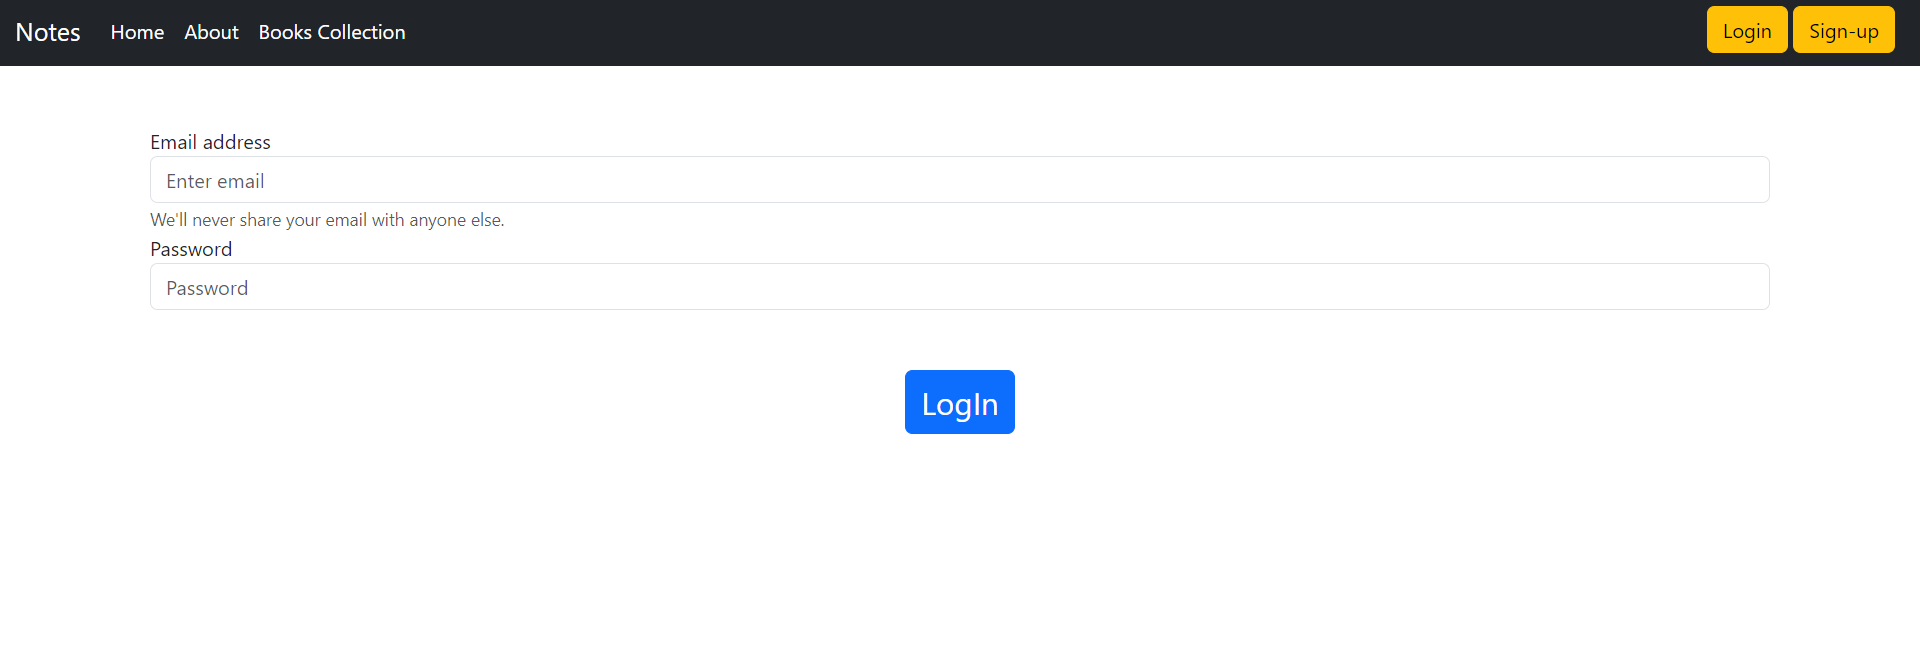 Notes Home About Books Collection Login Sign-up
Email address
Enter email
We'll never share your email with anyone else.
Password
Password
LogIn